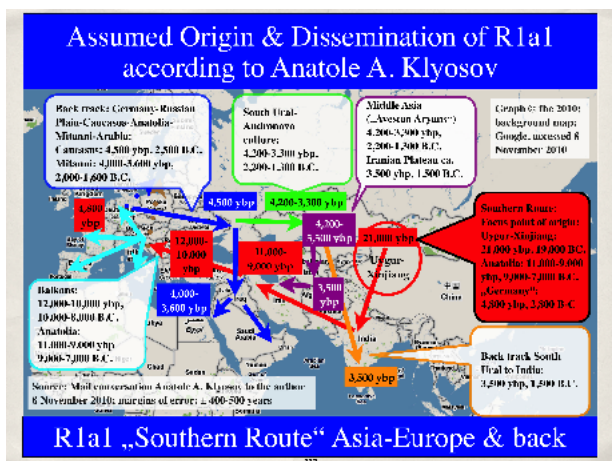 Assumed Origin & Dissemination of R1a1
according to Anatole A. Klyosov
Back track: Germany-Russian
Plain-Caucasus-Anatolia-
Mitanni-Arabia:
Caucasus: 4,500 ybp, 2,500 B.C.
Mitanni: 4,000-3,600 ybp,
2,000-1,600 B.C.
South Ural-
Andronovo
culture:
4,200-3,300 ybp,
2,200-1,300 B.C.
Middle Asia
(„Avestan Aryans“)
4,200-3,300 ybp,
2,200-1,300 B.C.
Iranian Plateau ca.
3,500 ybp, 1,500 B.C.
Graph © the 2010;
background map:
Google, accessed 8
November 2010
4,800 ybp
4,500 ybp
4,200-3,300 ybp
4,200-
3,500 ybp
21,000 ybp
12,000-
10,000 ybp
11,000-
9,000 ybp
Uygur-
Xinjiang
3,500 ybp
4,000-
3,600 ybp
Southern Route:
Focus point of origin:
Uygur-Xinjiang:
21,000 ybp, 19,000 BC.
Anatolia: 11,000-9,000
ybp, 9,000-7,000 B.C.
„Germany“:
4,800 ybp, 2,800 B-C
Balkans:
12,000-10,000 ybp,
10,000-8,000 B.C.
Anatolia:
11,000-9,000 ybp
9,000-7,000 B.C.
Iran
Saudi
Arabia
India
China
Chad
3,500 ybp
Back track South
Ural to India:
3,500 ybp, 1,500 B.C.
Source: Mail conversation Anatole A. Klyosov to the author
8 November 2010; margins of error: ± 400-500 years
R1a1 „Southern Route“ Asia-Europe & back